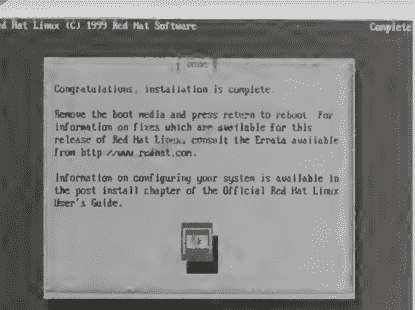 d Hat Linux (C) 1999 Red Hat Software
Complete
Done
Congratulations, installation is complete.
Remove the boot media and press return to reboot. For
information on fixes which are available for this
release of Red Hat Linux, consult the Errata available
from http://www.redhat.com.
Information on configuring your system is available in
the post install chapter of the Official Red Hat Linux
User's Guide.
Ok